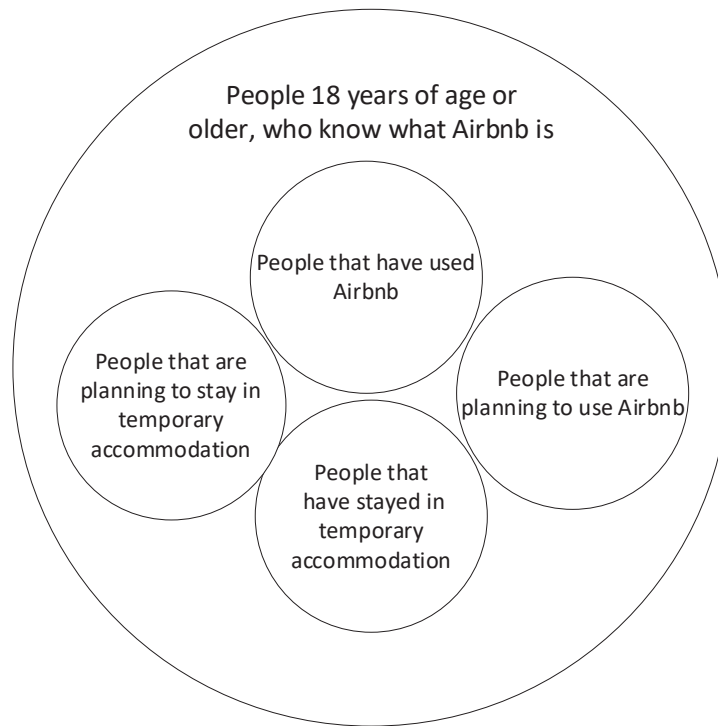 People 18 years of age or
older, who know what Airbnb is
People that have used
Airbnb
People that are
planning to stay in
temporary
accommodation
People that are
planning to use Airbnb
People that
have stayed in
temporary
accommodation